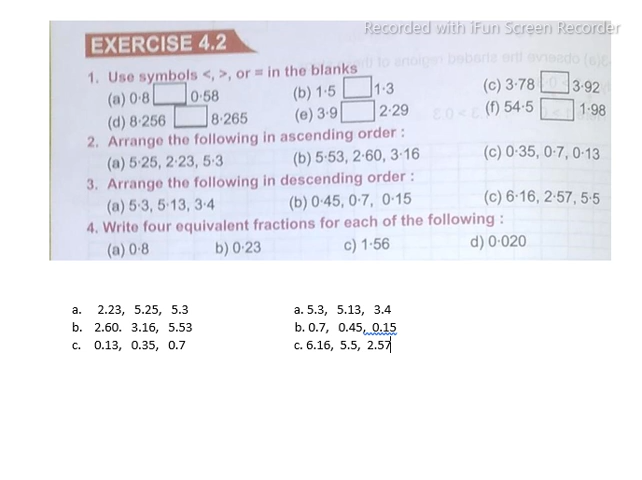 Recorded with iFun Screen Recorder
EXERCISE 4.2
1. Use symbols <, >, or = in the blanks
(a) 0·8 0·58 (b) 1·5 1·3 (c) 3·78 3·92
(d) 8·256 8·265 (e) 3·9 2·29 (f) 54·5 1·98
2. Arrange the following in ascending order :
(a) 5·25, 2·23, 5·3 (b) 5·53, 2·60, 3·16 (c) 0·35, 0·7, 0·13
3. Arrange the following in descending order :
(a) 5·3, 5·13, 3·4 (b) 0·45, 0·7, 0·15 (c) 6·16, 2·57, 5·5
4. Write four equivalent fractions for each of the following :
(a) 0·8 b) 0·23 c) 1·56 d) 0·020
a. 2.23, 5.25, 5.3 a. 5.3, 5.13, 3.4
b. 2.60. 3.16, 5.53 b. 0.7, 0.45, 0.15
c. 0.13, 0.35, 0.7 c. 6.16, 5.5, 2.57